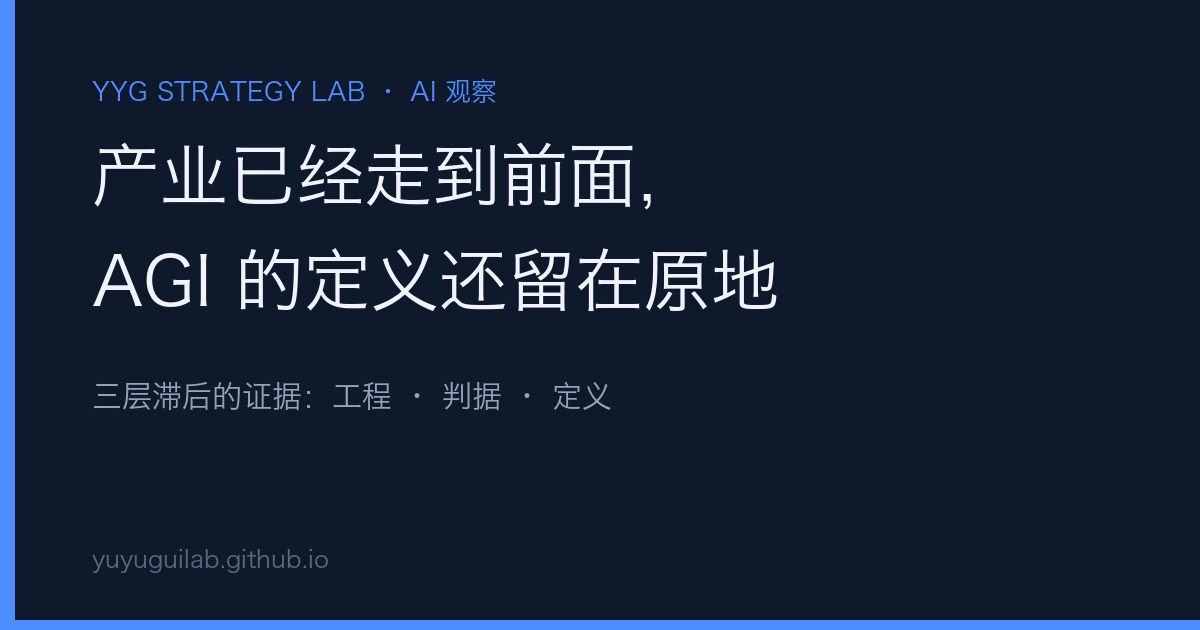 YYG STRATEGY LAB · AI 观察
产业已经走到前面,
AGI 的定义还留在原地
三层滞后的证据：工程 · 判据 · 定义
yuyuguilab.github.io